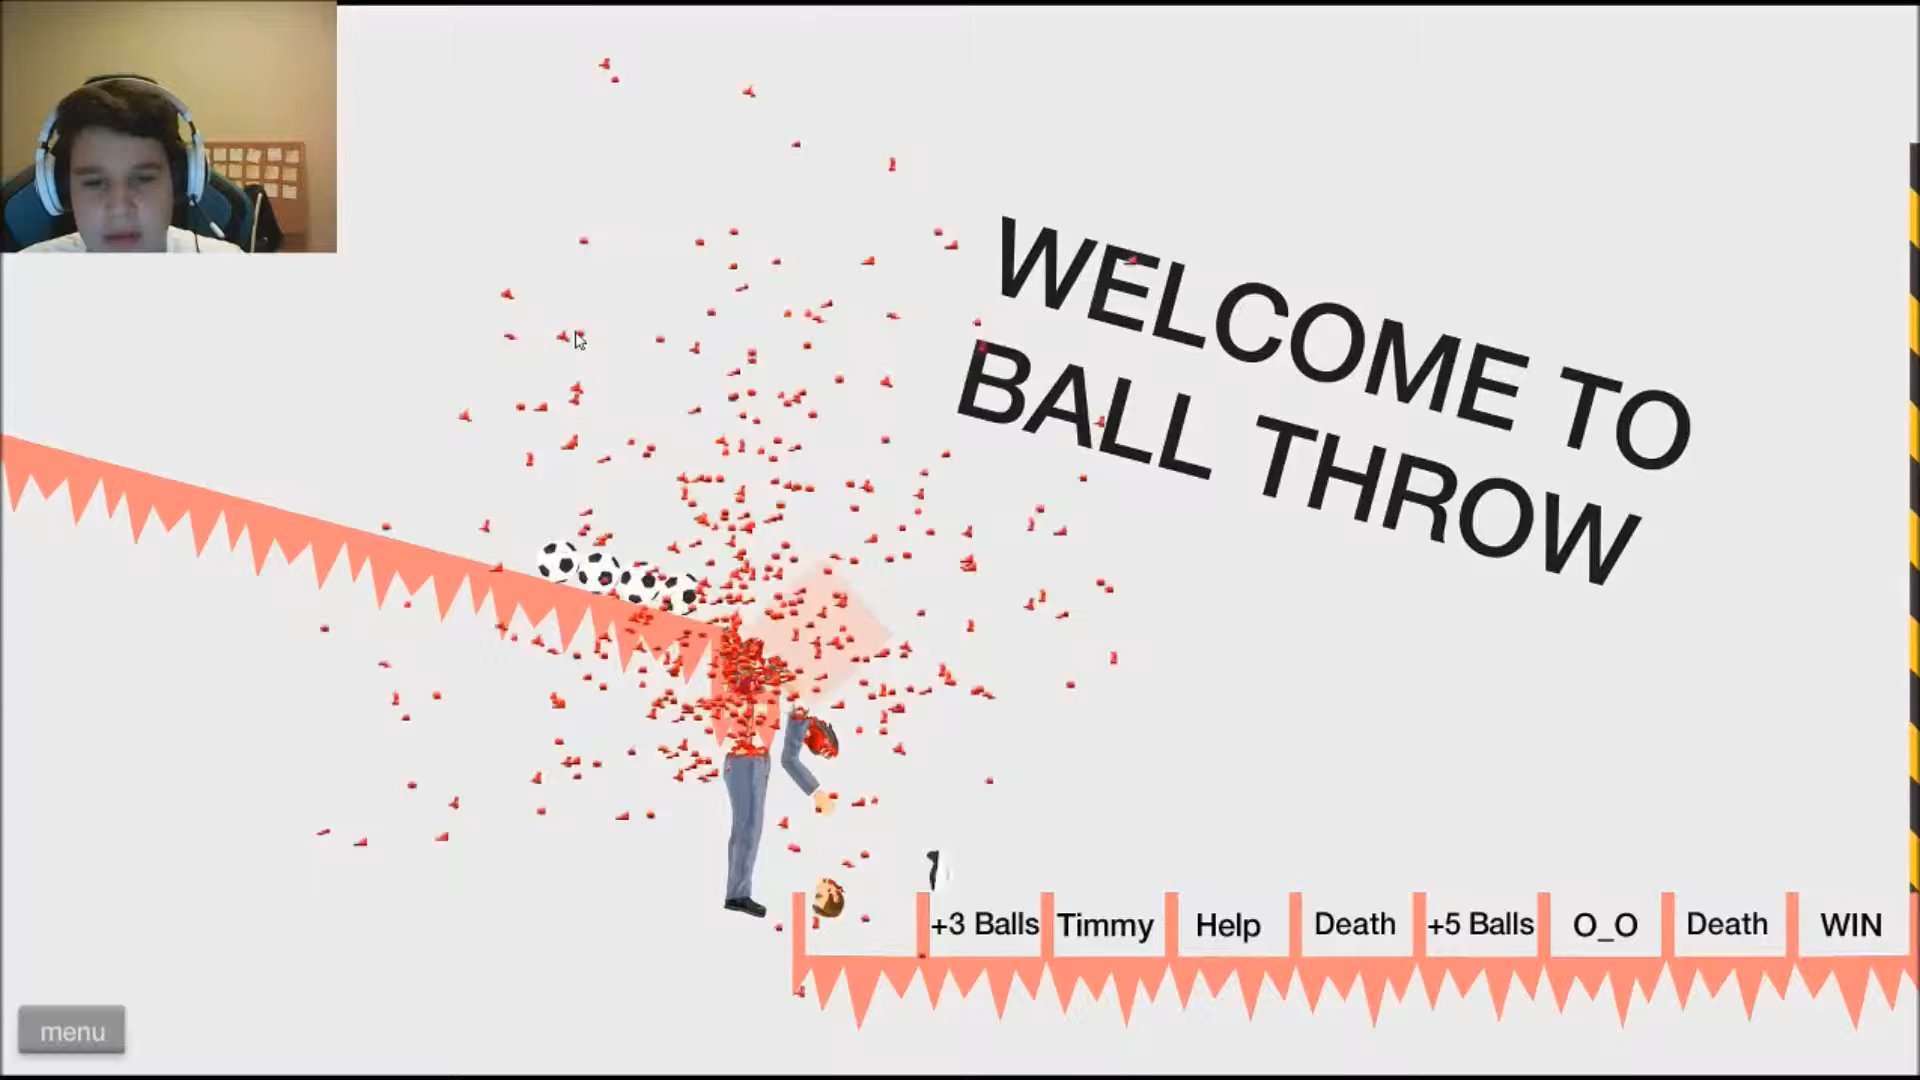 WELCOME TO
BALL THROW
+3 Balls Timmy Help Death +5 Balls O_O Death WIN
menu